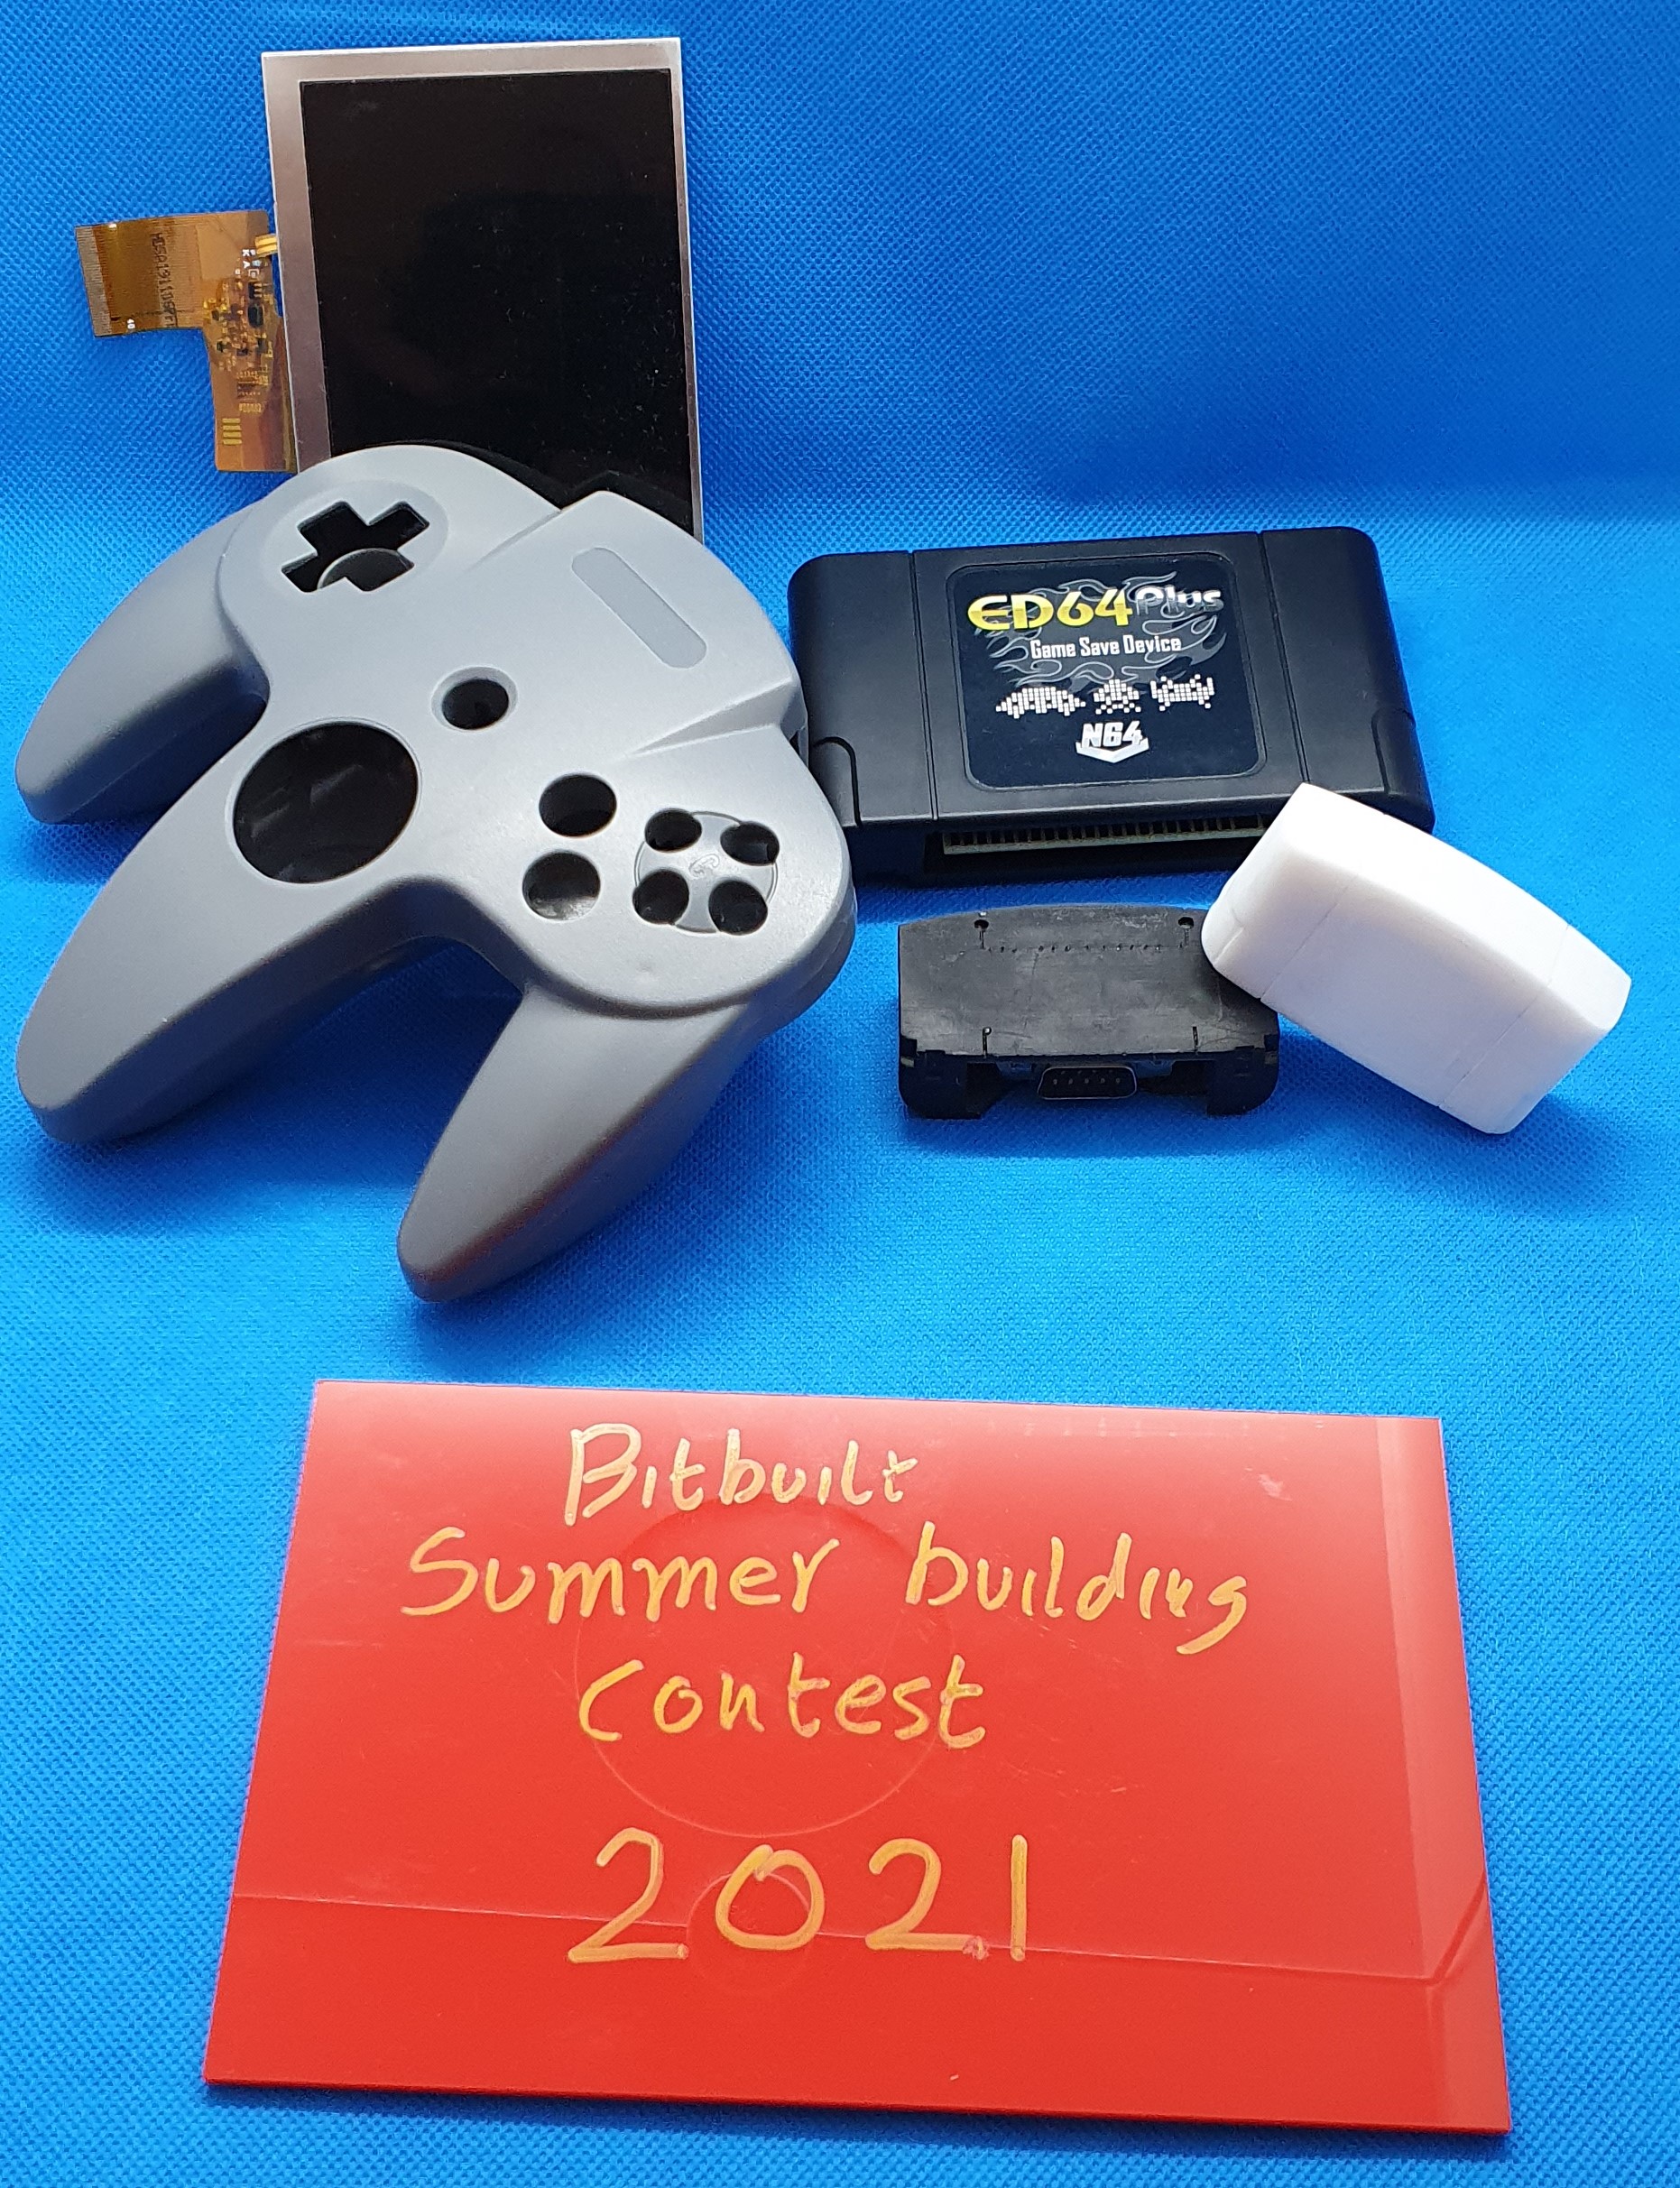 ED64 Plus
Game Save Device
N64
Bitbuilt
Summer building
contest
2021